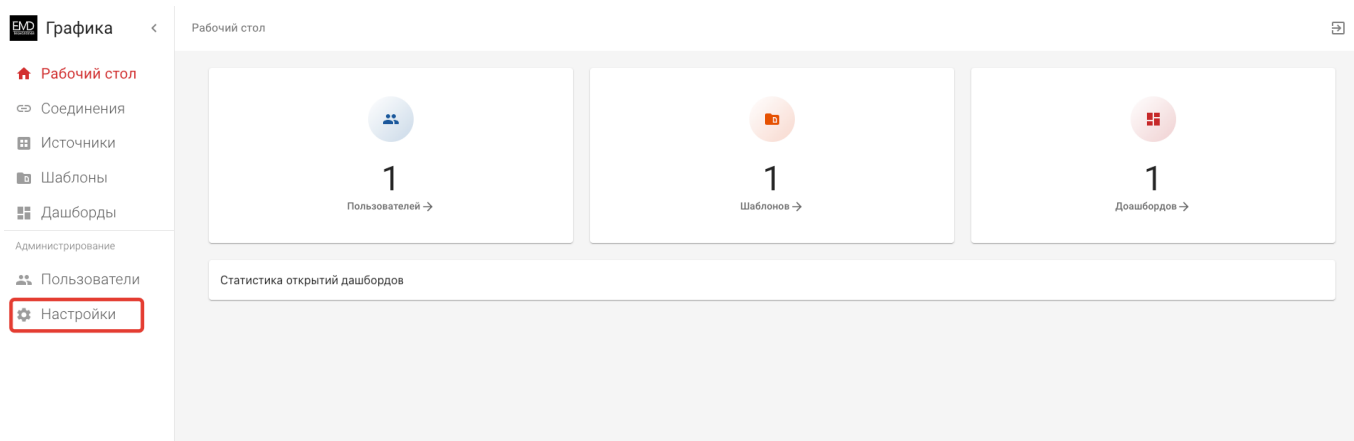 EMD Графика
Рабочий стол
Рабочий стол
Соединения
Источники
Шаблоны
Дашборды
Администрирование
Пользователи
Настройки
1
Пользователей →
1
Шаблонов →
1
Доашбордов →
Статистика открытий дашбордов